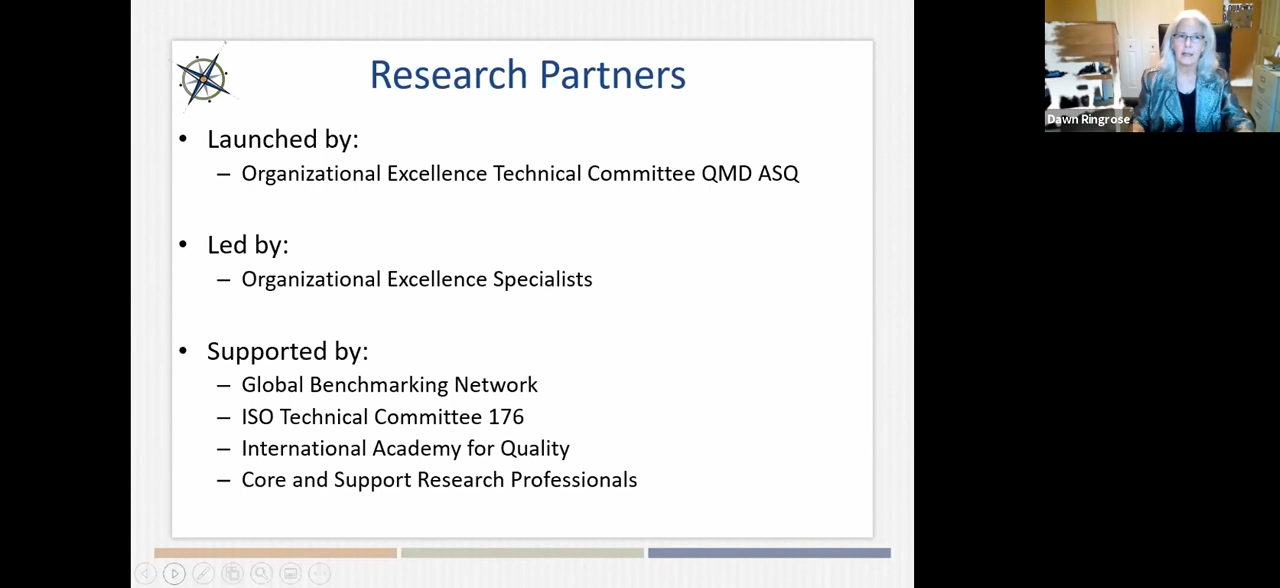 Research Partners
• Launched by:
– Organizational Excellence Technical Committee QMD ASQ
• Led by:
– Organizational Excellence Specialists
• Supported by:
– Global Benchmarking Network
– ISO Technical Committee 176
– International Academy for Quality
– Core and Support Research Professionals
Dawn Ringrose